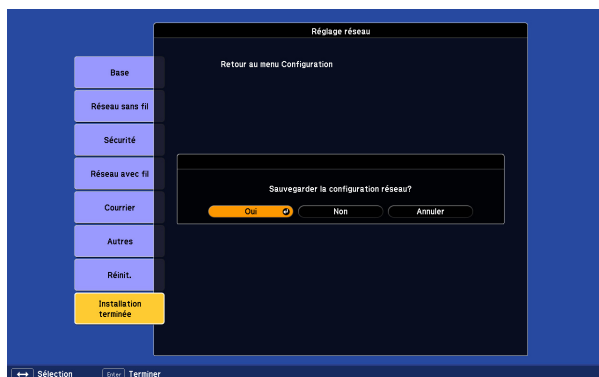 Réglage réseau
Retour au menu Configuration
Base
Réseau sans fil
Sécurité
Réseau avec fil
Courrier
Autres
Réinit.
Installation
terminée
Sauvegarder la configuration réseau?
Oui Non Annuler
Sélection Enter Terminer